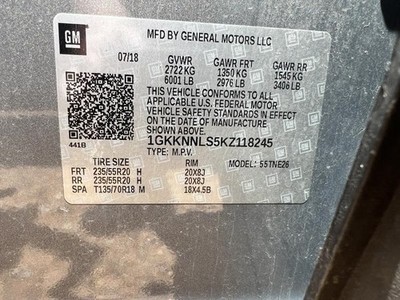 GM
MFD BY GENERAL MOTORS LLC
07/18 GVWR GAWR FRT GAWR RR
2722 KG 1350 KG 1545 KG
6001 LB 2976 LB 3406 LB
THIS VEHICLE CONFORMS TO ALL
APPLICABLE U.S. FEDERAL MOTOR
VEHICLE SAFETY STANDARDS IN EFFECT ON
THE DATE OF MANUFACTURE SHOWN ABOVE.
441B 1GKKNNLS5KZ118245
TYPE: M.P.V. MODEL: 55TNE26
TIRE SIZE RIM
FRT 235/55R20 H 20X8J
RR 235/55R20 H 20X8J
SPA T135/70R18 M 18X4.5B